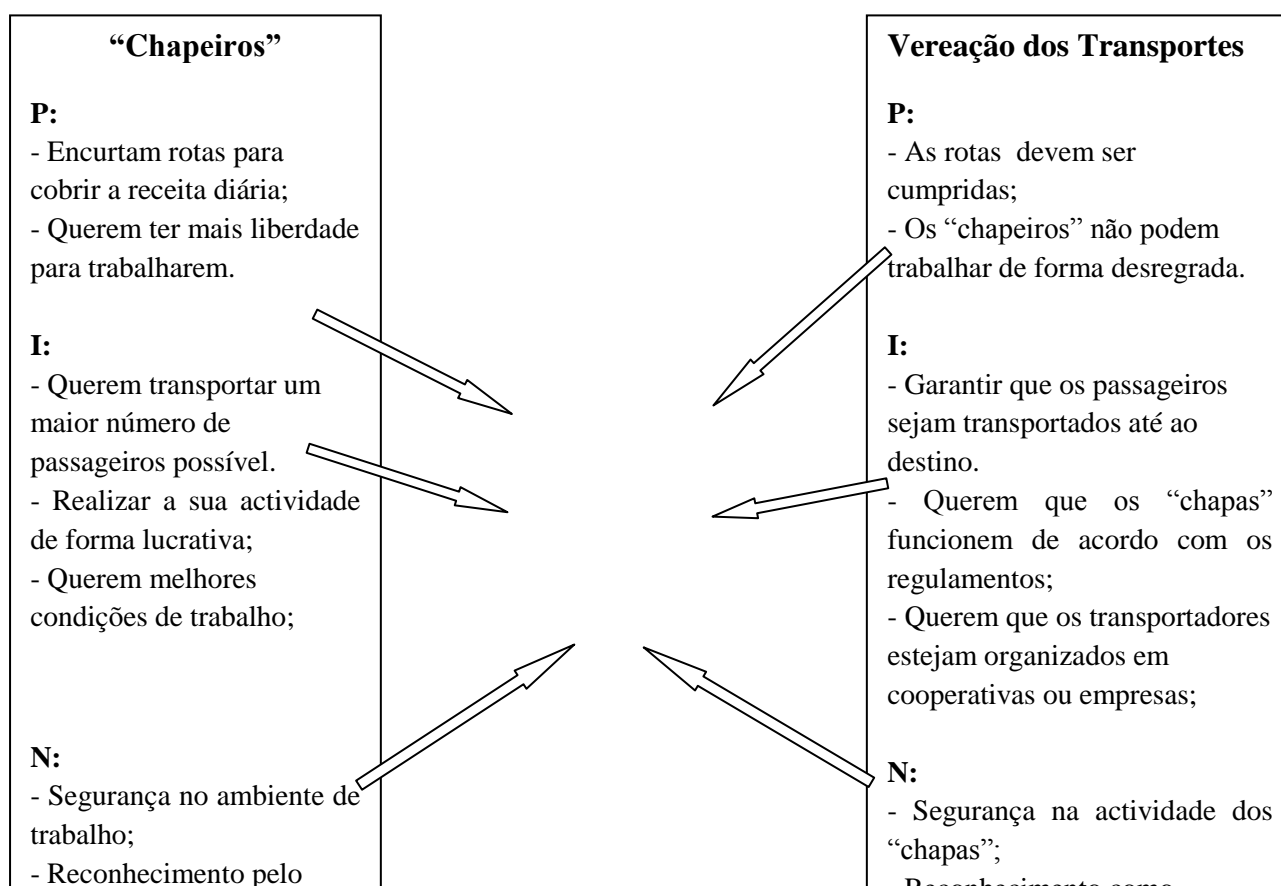 “Chapeiros”
P:
- Encurtam rotas para
cobrir a receita diária;
- Querem ter mais liberdade
para trabalharem.
I:
- Querem transportar um
maior número de
passageiros possível.
- Realizar a sua actividade
de forma lucrativa;
- Querem melhores
condições de trabalho;
N:
- Segurança no ambiente de
trabalho;
- Reconhecimento pelo
Vereação dos Transportes
P:
- As rotas devem ser
cumpridas;
- Os “chapeiros” não podem
trabalhar de forma desregrada.
I:
- Garantir que os passageiros
sejam transportados até ao
destino.
- Querem que os “chapas”
funcionem de acordo com os
regulamentos;
- Querem que os transportadores
estejam organizados em
cooperativas ou empresas;
N:
- Segurança na actividade dos
“chapas”;
- Reconhecimento como